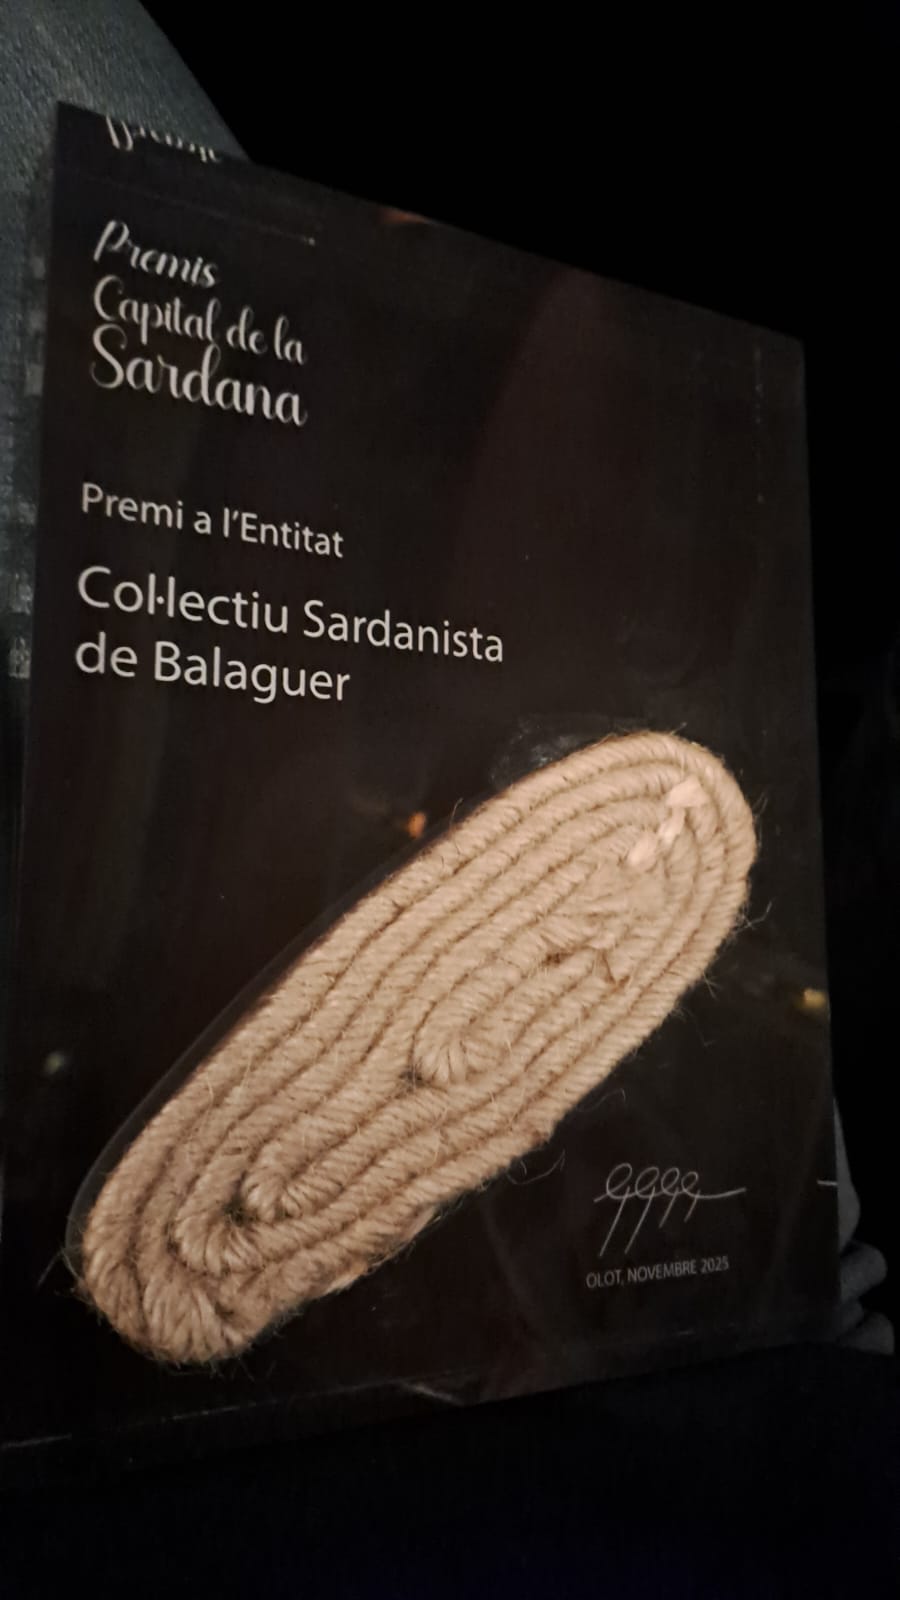 Premis
Capital de la
Sardana
Premi a l'Entitat
Col·lectiu Sardanista
de Balaguer
OLOT, NOVEMBRE 2025